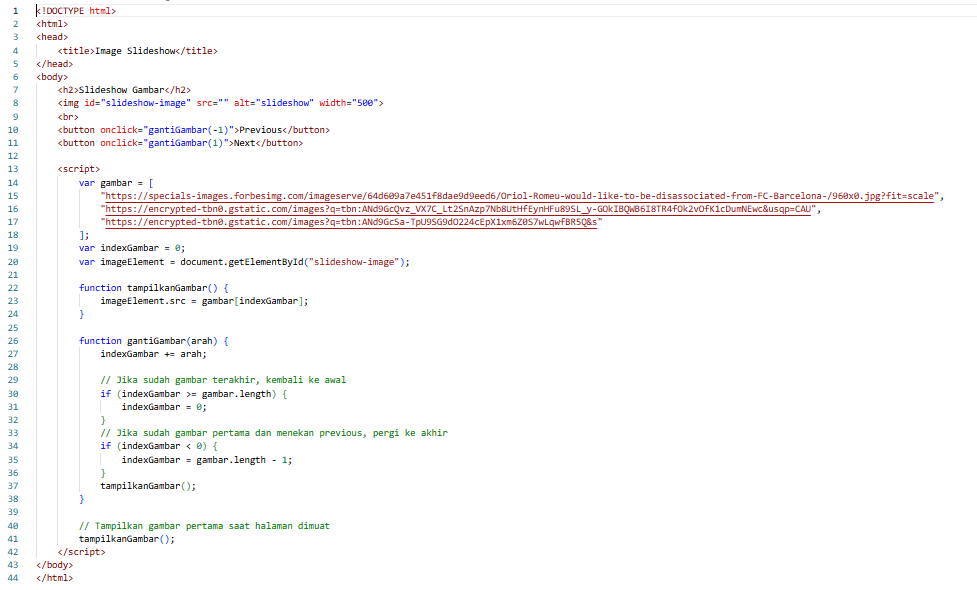 1 <!DOCTYPE html>
2 <html>
3 <head>
4 <title>Image Slideshow</title>
5 </head>
6 <body>
7 <h2>Slideshow Gambar</h2>
8 <img id="slideshow-image" src="" alt="slideshow" width="500">
9 <br>
10 <button onclick="gantiGambar(-1)">Previous</button>
11 <button onclick="gantiGambar(1)">Next</button>
12
13 <script>
14 var gambar = [
15 "https://specials-images.forbesimg.com/imageserve/64d609a7e451f8dae9d9eed6/Oriol-Romeu-would-like-to-be-disassociated-from-FC-Barcelona-/960x0.jpg?fit=scale",
16 "https://encrypted-tbn0.gstatic.com/images?q=tbn:ANd9GcQvz_VX7C_Lt2SnAzp7Nb8UtHfEynHFu89SL_y-GOkIBQWB6I8TR4fOk2vOfK1cDumNEwc&usqp=CAU",
17 "https://encrypted-tbn0.gstatic.com/images?q=tbn:ANd9GcSa-TpU9SG9dO224cEpX1xm6Z0S7wLqwfBR5Q&s"
18 ];
19 var indexGambar = 0;
20 var imageElement = document.getElementById("slideshow-image");
21
22 function tampilkanGambar() {
23 imageElement.src = gambar[indexGambar];
24 }
25
26 function gantiGambar(arah) {
27 indexGambar += arah;
28
29 // Jika sudah gambar terakhir, kembali ke awal
30 if (indexGambar >= gambar.length) {
31 indexGambar = 0;
32 }
33 // Jika sudah gambar pertama dan menekan previous, pergi ke akhir
34 if (indexGambar < 0) {
35 indexGambar = gambar.length - 1;
36 }
37 tampilkanGambar();
38 }
39
40 // Tampilkan gambar pertama saat halaman dimuat
41 tampilkanGambar();
42 </script>
43 </body>
44 </html>